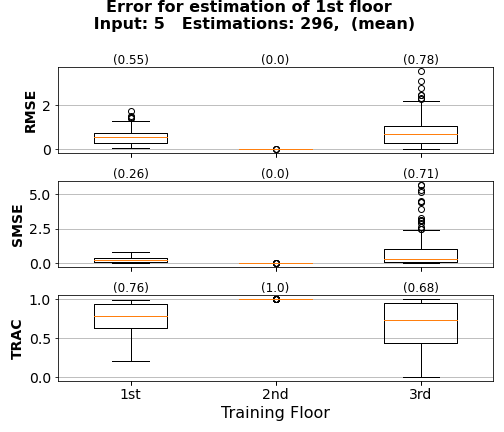 Error for estimation of 1st floor
Input: 5 Estimations: 296, (mean)
(0.55) (0.0) (0.78)
RMSE
2
0
(0.26) (0.0) (0.71)
SMSE
5.0
2.5
0.0
(0.76) (1.0) (0.68)
TRAC
1.0
0.5
0.0
1st 2nd 3rd
Training Floor